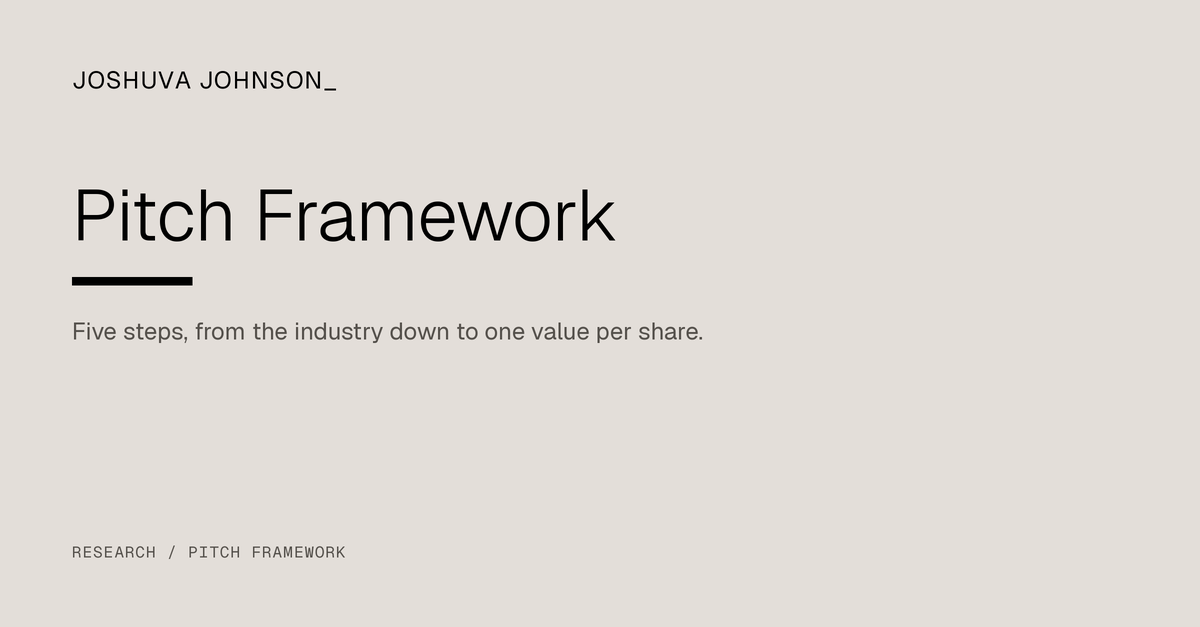 JOSHUVA JOHNSON_
Pitch Framework
Five steps, from the industry down to one value per share.
RESEARCH / PITCH FRAMEWORK